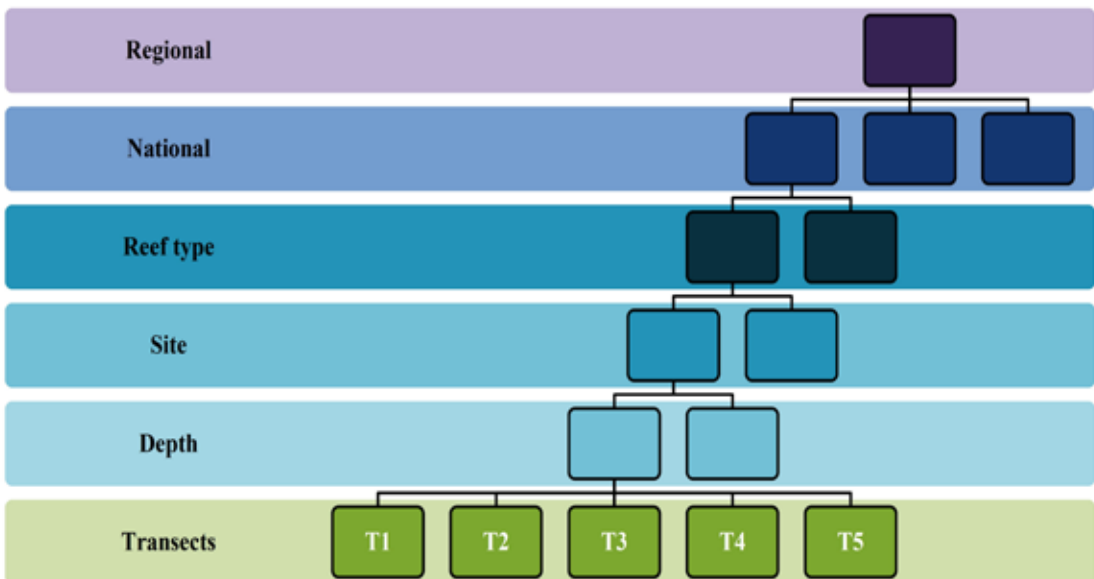 Regional
National
Reef type
Site
Depth
Transects
T1 T2 T3 T4 T5